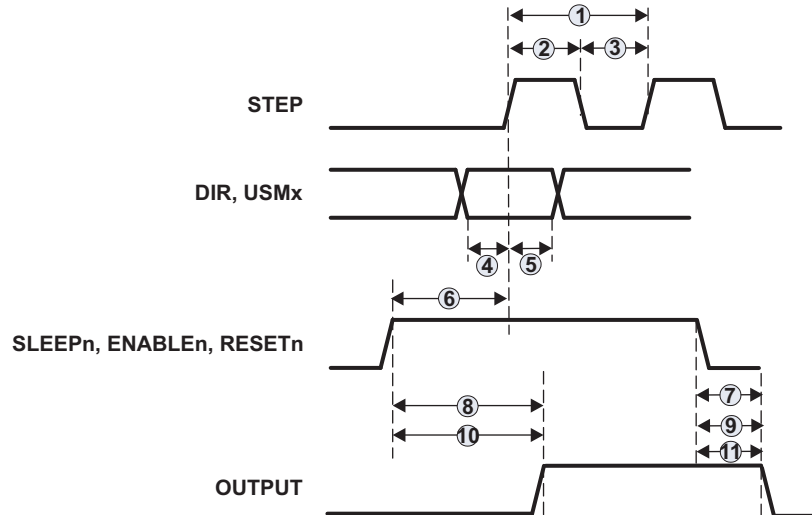 1
2 3
STEP
DIR, USMx
4 5
6
SLEEPn, ENABLEn, RESETn
7
8
9
10
11
OUTPUT